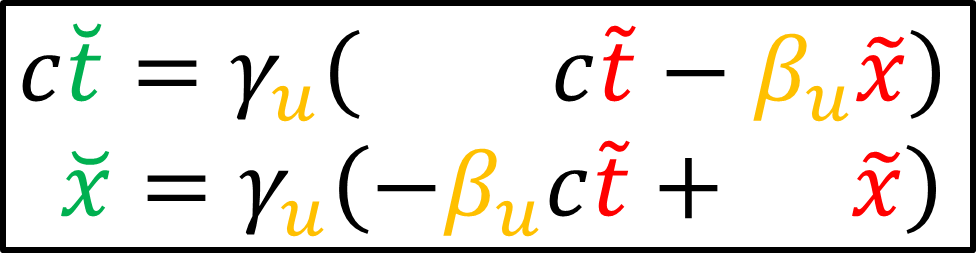 ct̆ = γᵤ( ct̃ − βᵤx̃)
x̆ = γᵤ(−βᵤct̃ + x̃)